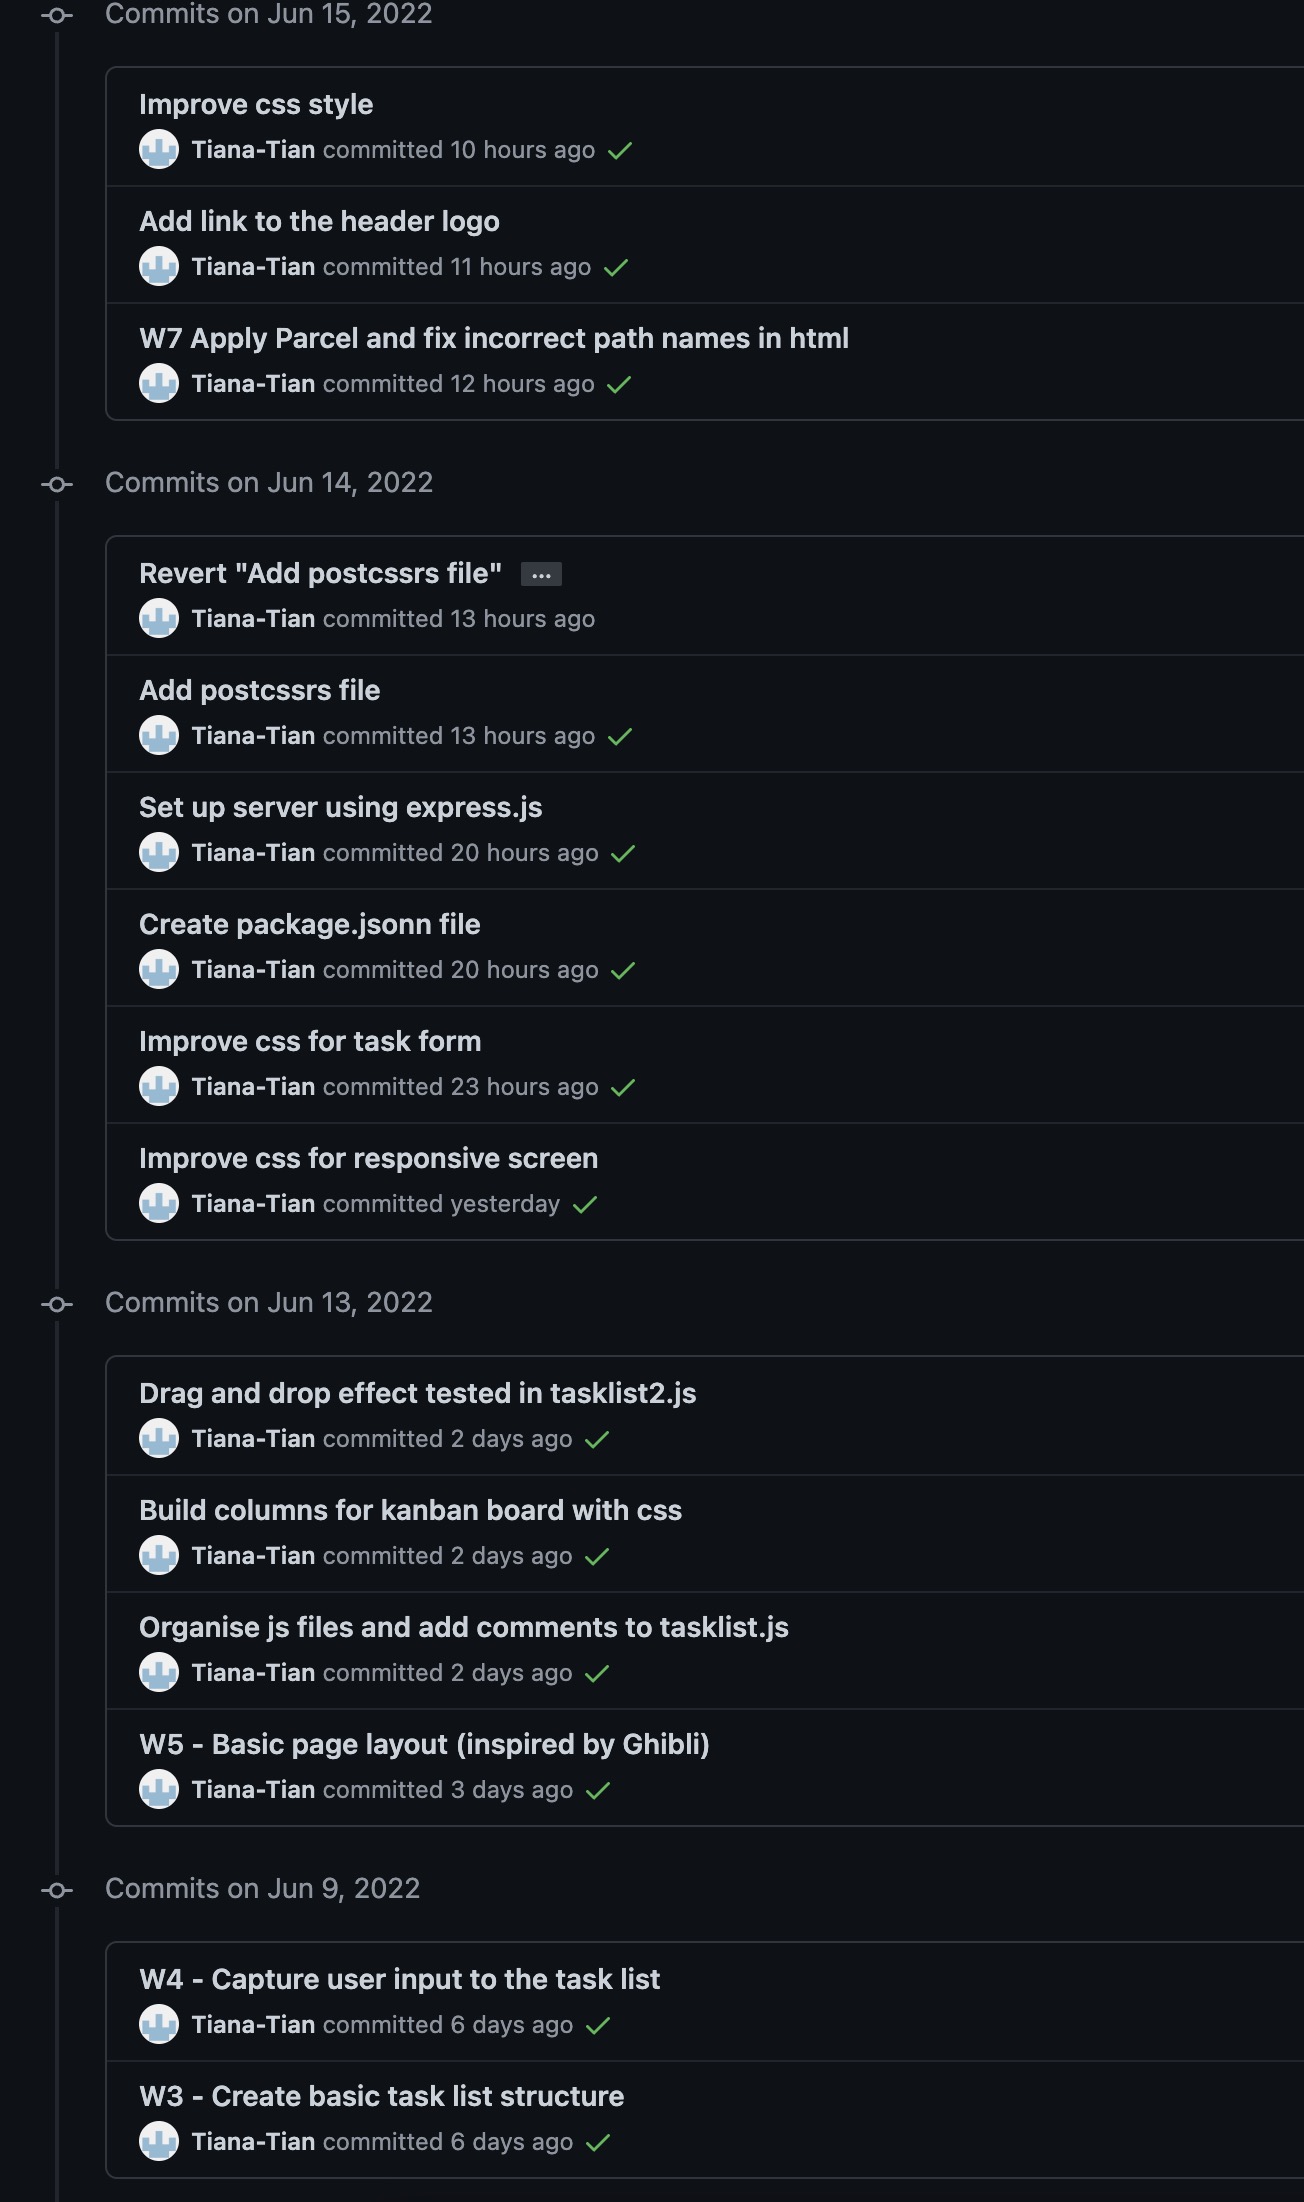 Commits on Jun 15, 2022
Improve css style
Tiana-Tian committed 10 hours ago
Add link to the header logo
Tiana-Tian committed 11 hours ago
W7 Apply Parcel and fix incorrect path names in html
Tiana-Tian committed 12 hours ago
Commits on Jun 14, 2022
Revert "Add postcssrs file" ...
Tiana-Tian committed 13 hours ago
Add postcssrs file
Tiana-Tian committed 13 hours ago
Set up server using express.js
Tiana-Tian committed 20 hours ago
Create package.jsonn file
Tiana-Tian committed 20 hours ago
Improve css for task form
Tiana-Tian committed 23 hours ago
Improve css for responsive screen
Tiana-Tian committed yesterday
Commits on Jun 13, 2022
Drag and drop effect tested in tasklist2.js
Tiana-Tian committed 2 days ago
Build columns for kanban board with css
Tiana-Tian committed 2 days ago
Organise js files and add comments to tasklist.js
Tiana-Tian committed 2 days ago
W5 - Basic page layout (inspired by Ghibli)
Tiana-Tian committed 3 days ago
Commits on Jun 9, 2022
W4 - Capture user input to the task list
Tiana-Tian committed 6 days ago
W3 - Create basic task list structure
Tiana-Tian committed 6 days ago